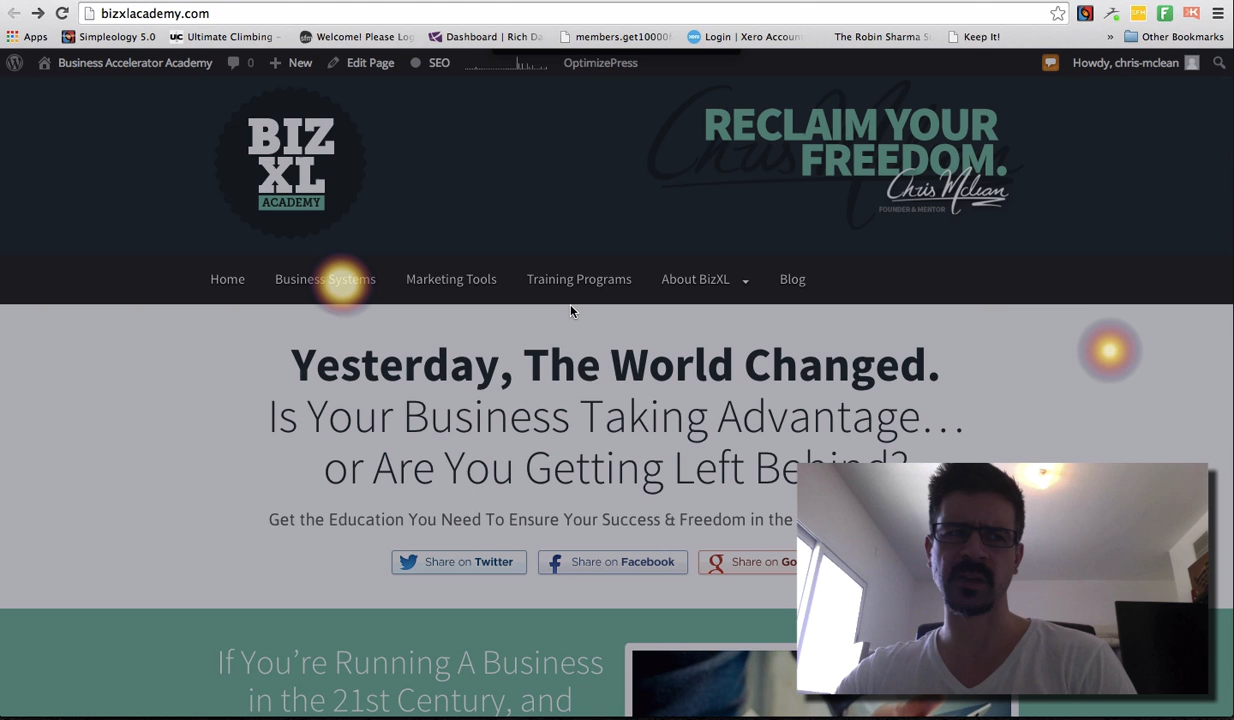 bizxlacademy.com
Apps Simpleology 5.0 Ultimate Climbing - Welcome! Please Log Dashboard | Rich Da members.get10000f Login | Xero Accoun The Robin Sharma S Keep It! » Other Bookmarks
Business Accelerator Academy 0 New Edit Page SEO OptimizePress Howdy, chris-mclean
BIZ
XL
ACADEMY
RECLAIM YOUR
FREEDOM.
Chris Mclean
FOUNDER & MENTOR
Home Business Systems Marketing Tools Training Programs About BizXL Blog
Yesterday, The World Changed.
Is Your Business Taking Advantage...
or Are You Getting Left Behind?
Get the Education You Need To Ensure Your Success & Freedom in the
Share on Twitter Share on Facebook Share on Go
If You're Running A Business
in the 21st Century, and